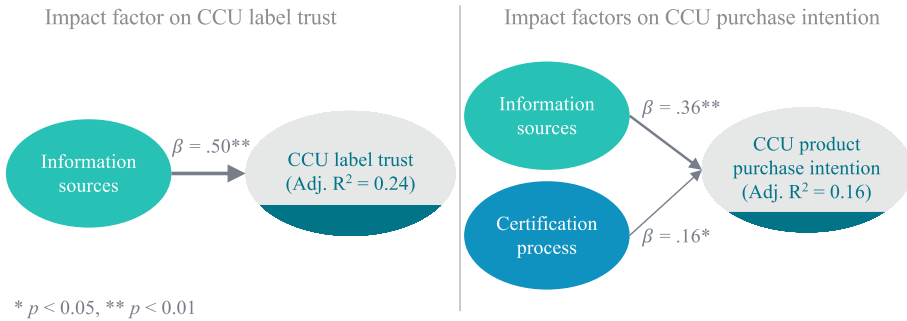 Impact factor on CCU label trust
Information
sources
β = .50**
CCU label trust
(Adj. R² = 0.24)
* p < 0.05, ** p < 0.01
Impact factors on CCU purchase intention
Information
sources
β = .36**
Certification
process
β = .16*
CCU product
purchase intention
(Adj. R² = 0.16)